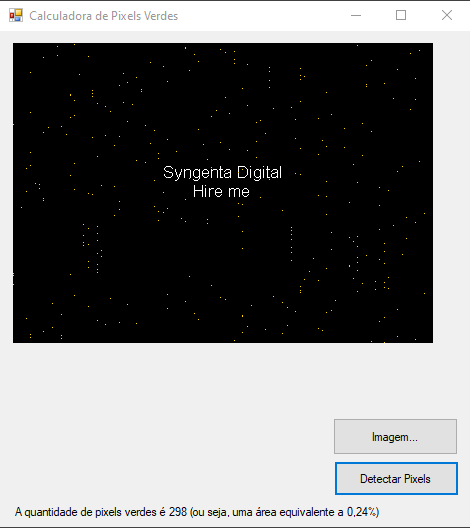 Calculadora de Pixels Verdes
Syngenta Digital
Hire me
Imagem...
Detectar Pixels
A quantidade de pixels verdes é 298 (ou seja, uma área equivalente a 0,24%)